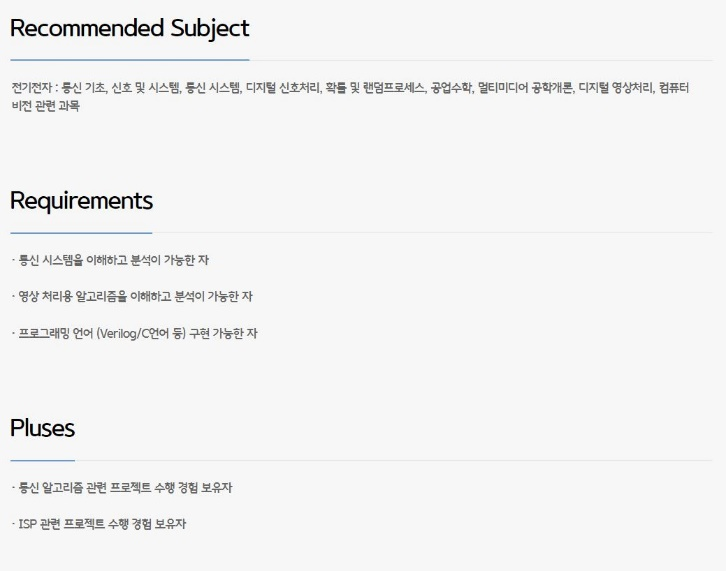 Recommended Subject
전기전자 : 통신 기초, 신호 및 시스템, 통신 시스템, 디지털 신호처리, 확률 및 랜덤프로세스, 공업수학, 멀티미디어 공학개론, 디지털 영상처리, 컴퓨터
비전 관련 과목
Requirements
· 통신 시스템을 이해하고 분석이 가능한 자
· 영상 처리용 알고리즘을 이해하고 분석이 가능한 자
· 프로그래밍 언어 (Verilog/C언어 등) 구현 가능한 자
Pluses
· 통신 알고리즘 관련 프로젝트 수행 경험 보유자
· ISP 관련 프로젝트 수행 경험 보유자